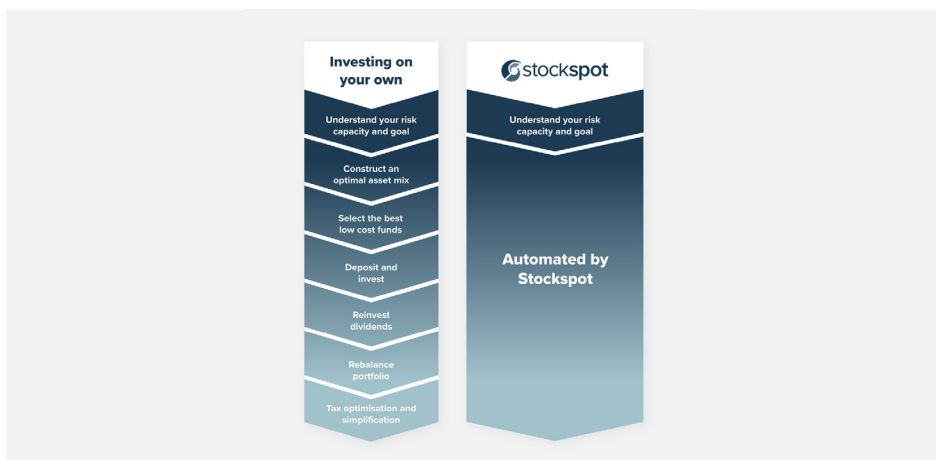 Investing on
your own
Understand your risk
capacity and goal
Construct an
optimal asset mix
Select the best
low cost funds
Deposit and
invest
Reinvest
dividends
Rebalance
portfolio
Tax optimisation and
simplification
stockspot
Understand your risk
capacity and goal
Automated by
Stockspot